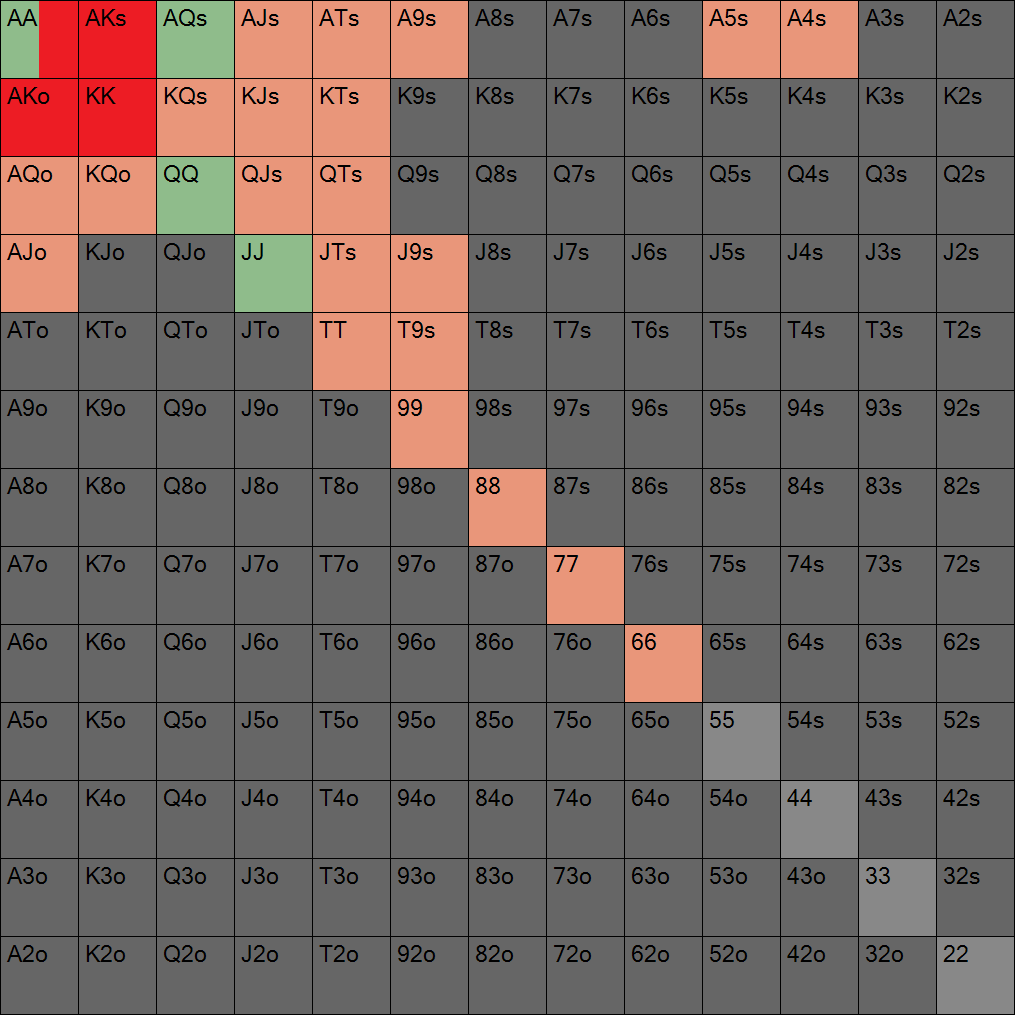 AA AKs AQs AJs ATs A9s A8s A7s A6s A5s A4s A3s A2s
AKo KK KQs KJs KTs K9s K8s K7s K6s K5s K4s K3s K2s
AQo KQo QQ QJs QTs Q9s Q8s Q7s Q6s Q5s Q4s Q3s Q2s
AJo KJo QJo JJ JTs J9s J8s J7s J6s J5s J4s J3s J2s
ATo KTo QTo JTo TT T9s T8s T7s T6s T5s T4s T3s T2s
A9o K9o Q9o J9o T9o 99 98s 97s 96s 95s 94s 93s 92s
A8o K8o Q8o J8o T8o 98o 88 87s 86s 85s 84s 83s 82s
A7o K7o Q7o J7o T7o 97o 87o 77 76s 75s 74s 73s 72s
A6o K6o Q6o J6o T6o 96o 86o 76o 66 65s 64s 63s 62s
A5o K5o Q5o J5o T5o 95o 85o 75o 65o 55 54s 53s 52s
A4o K4o Q4o J4o T4o 94o 84o 74o 64o 54o 44 43s 42s
A3o K3o Q3o J3o T3o 93o 83o 73o 63o 53o 43o 33 32s
A2o K2o Q2o J2o T2o 92o 82o 72o 62o 52o 42o 32o 22